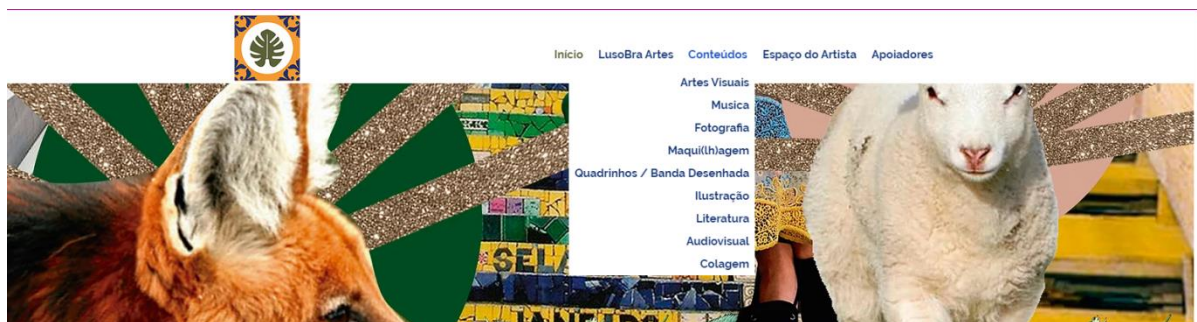 Início LusoBra Artes Conteúdos Espaço do Artista Apoiadores
Artes Visuais
Musica
Fotografia
Maqui(lh)agem
Quadrinhos / Banda Desenhada
Ilustração
Literatura
Audiovisual
Colagem
SELA